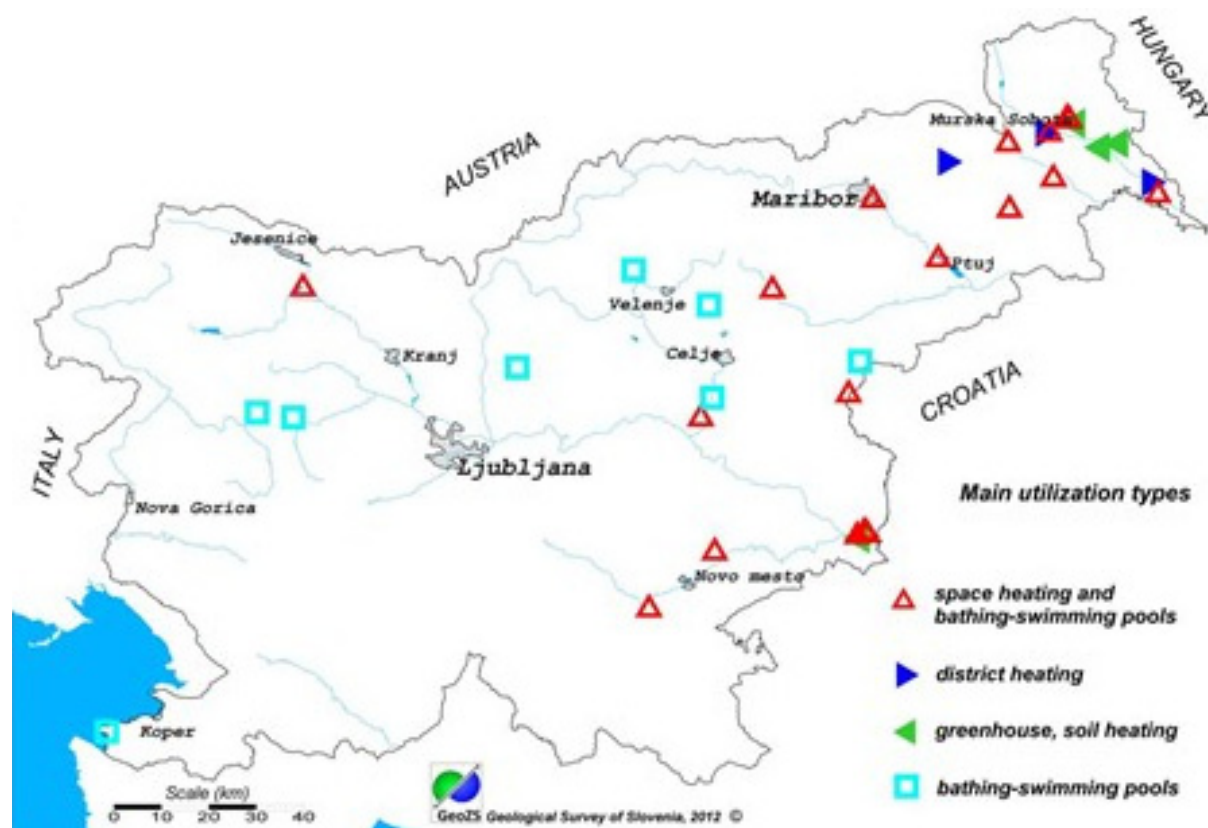 HUNGARY
Murska Sobota
AUSTRIA
Maribor
Jesenice
Ptuj
Velenje
Kranj
Celje
CROATIA
ITALY
Ljubljana
Nova Gorica
Main utilization types
Novo mesto
space heating and
bathing-swimming pools
district heating
greenhouse, soil heating
Koper
bathing-swimming pools
Scale (km)
0 10 20 30 40
GeoZS Geological Survey of Slovenia, 2012 ©